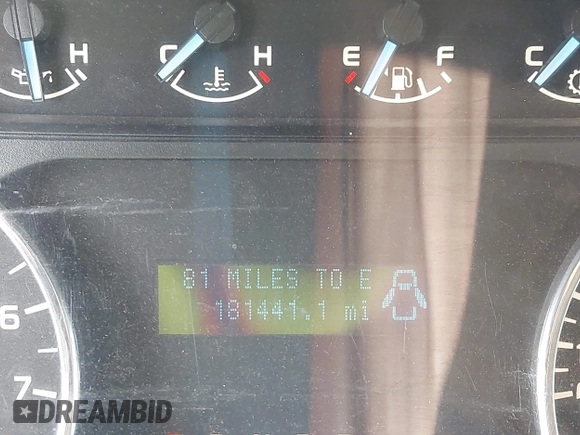 H C H E F C
81 MILES TO E
181441.1 mi
6
7
DREAMBID